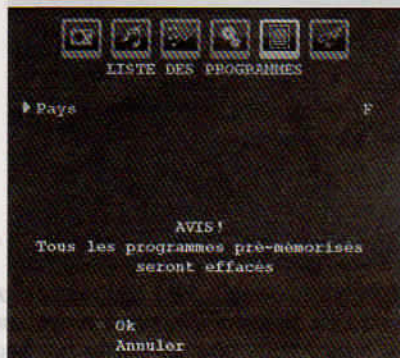 LISTE DES PROGRAMMES
Pays F
AVIS!
Tous les programmes pré-mémorisés
seront effacés
Ok
Annuler